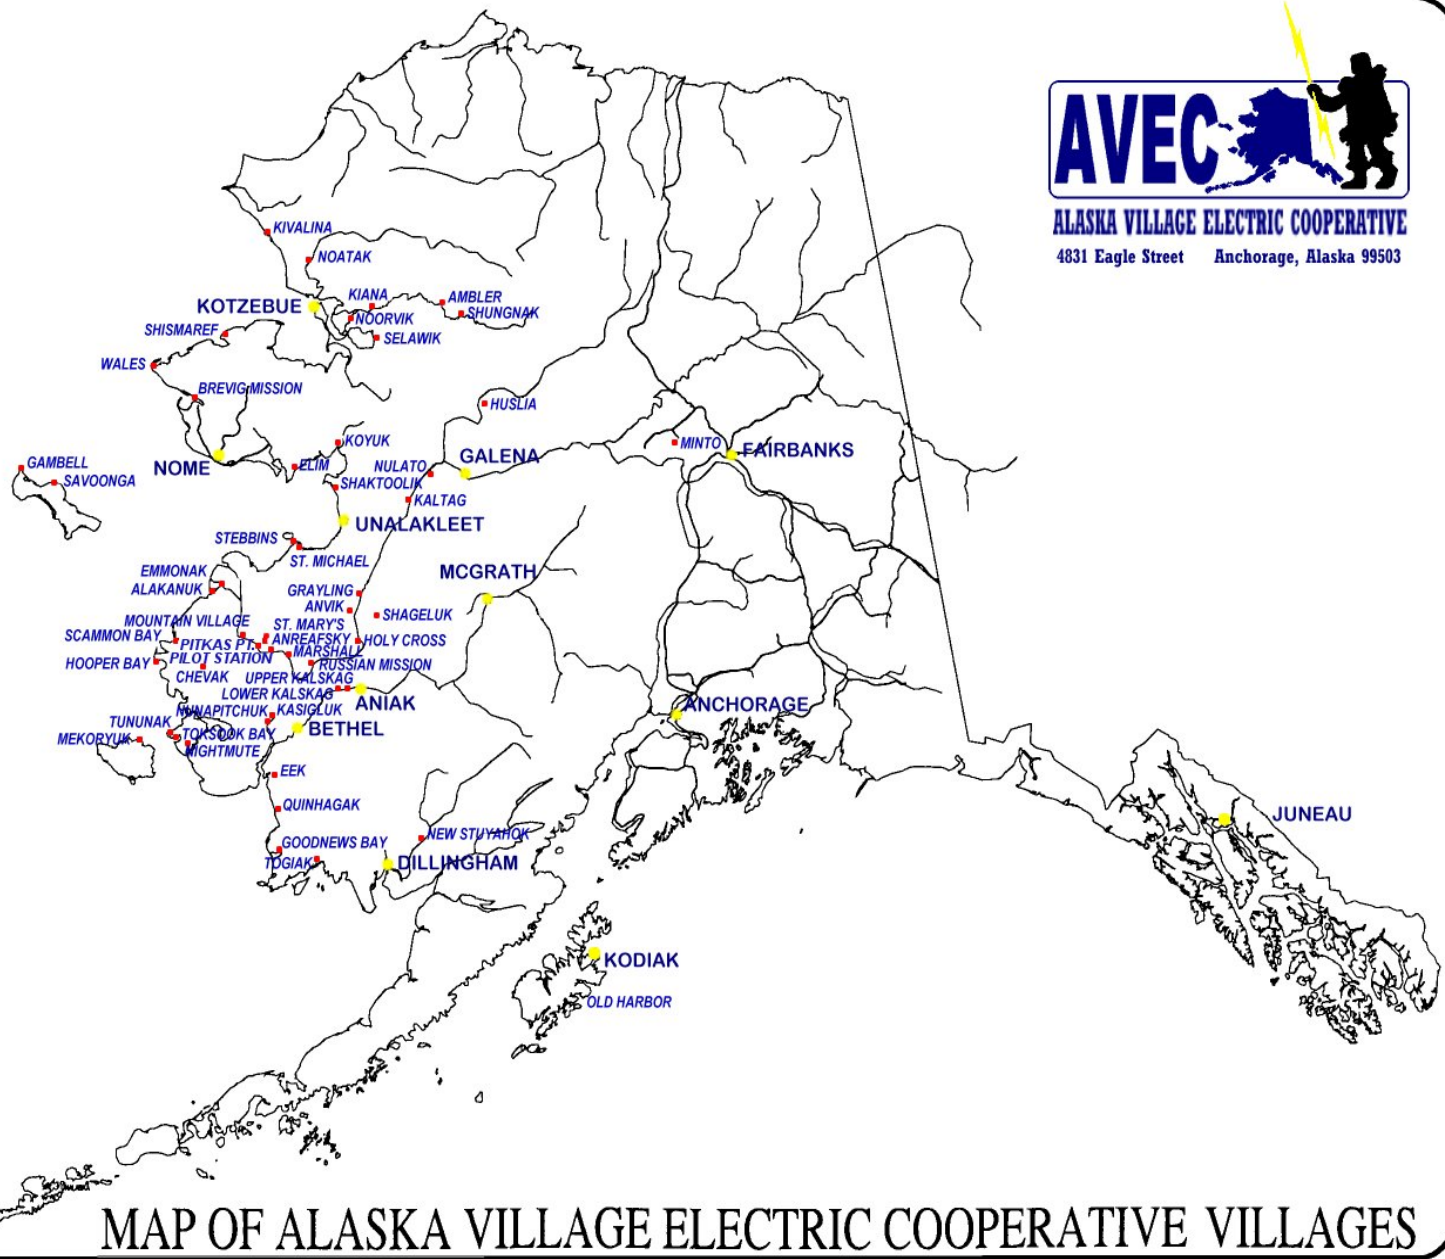 AVEC
ALASKA VILLAGE ELECTRIC COOPERATIVE
4831 Eagle Street Anchorage, Alaska 99503
KIVALINA
NOATAK
KIANA
AMBLER
KOTZEBUE
SHUNGNAK
NOORVIK
SHISMAREF
SELAWIK
WALES
BREVIG MISSION
HUSLIA
KOYUK
MINTO
FAIRBANKS
GALENA
NOME
ELIM
NULATO
GAMBELL
SAVOONGA
SHAKTOOLIK
KALTAG
UNALAKLEET
STEBBINS
ST. MICHAEL
EMMONAK
MCGRATH
ALAKANUK
GRAYLING
ANVIK
SHAGELUK
MOUNTAIN VILLAGE
ST. MARY'S
SCAMMON BAY
PITKAS PT.
ANREAFSKY
HOLY CROSS
MARSHALL
PILOT STATION
HOOPER BAY
RUSSIAN MISSION
CHEVAK
UPPER KALSKAG
LOWER KALSKAG
ANIAK
ANCHORAGE
NUNAPITCHUK
KASIGLUK
TUNUNAK
BETHEL
TOKSOOK BAY
MEKORYUK
NIGHTMUTE
EEK
QUINHAGAK
JUNEAU
NEW STUYAHOK
GOODNEWS BAY
TOGIAK
DILLINGHAM
KODIAK
OLD HARBOR
MAP OF ALASKA VILLAGE ELECTRIC COOPERATIVE VILLAGES